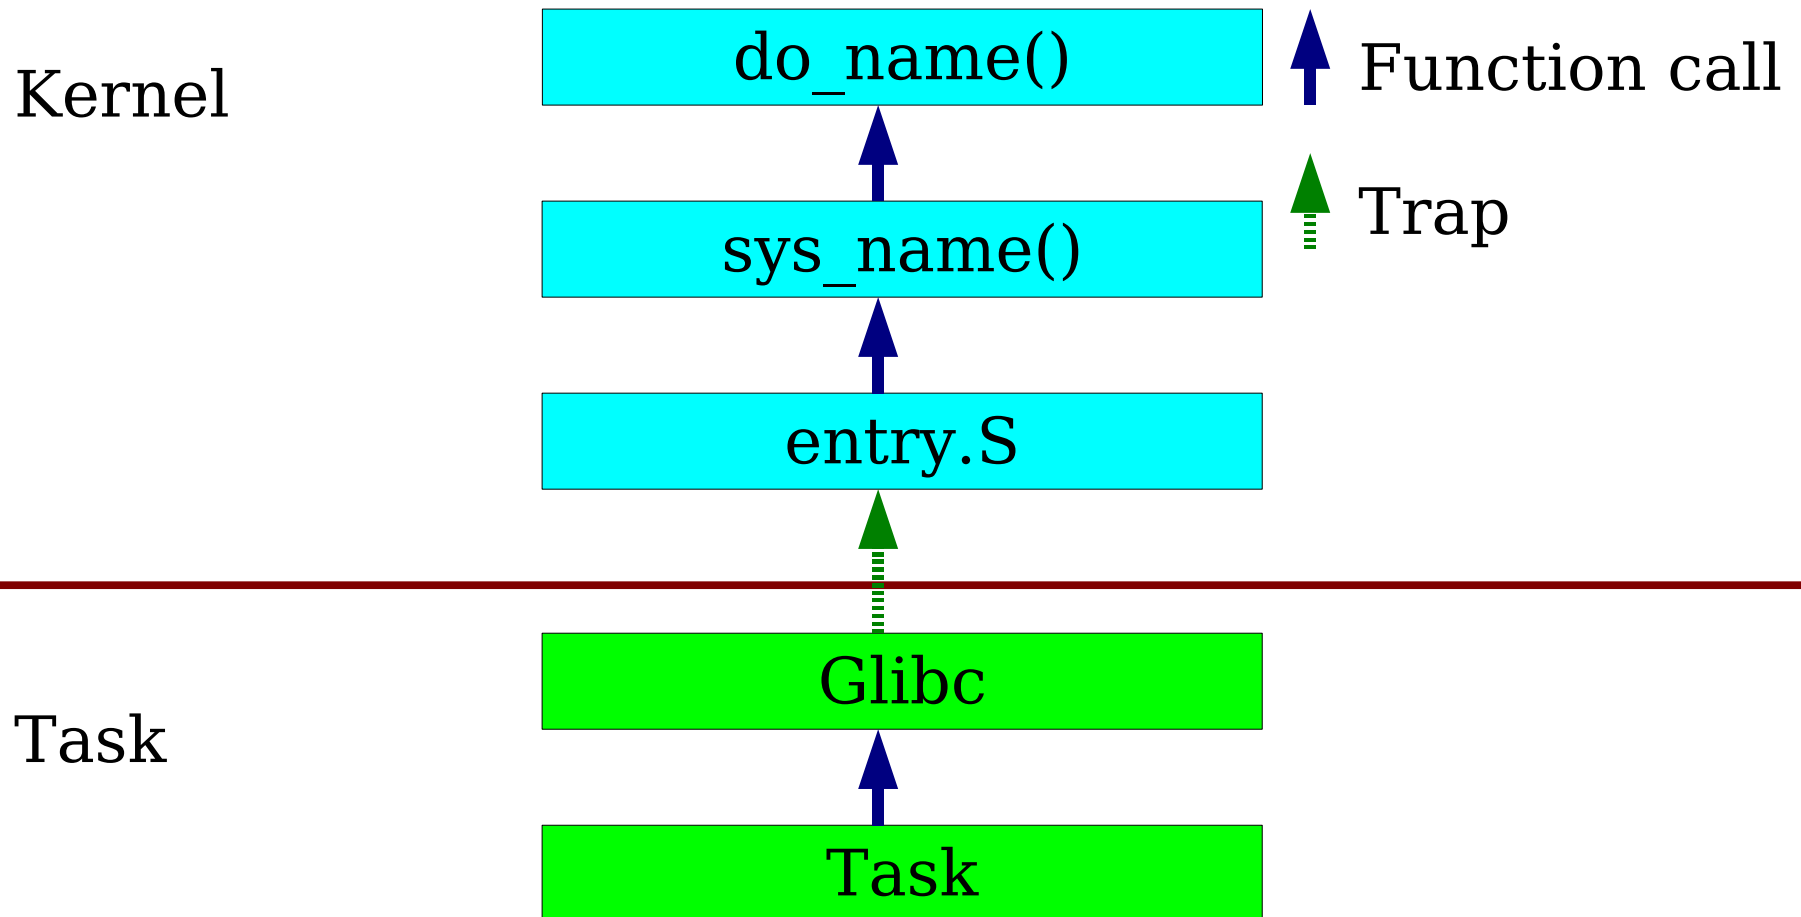 do_name()
Function call
Kernel
Trap
sys_name()
entry.S
Glibc
Task
Task